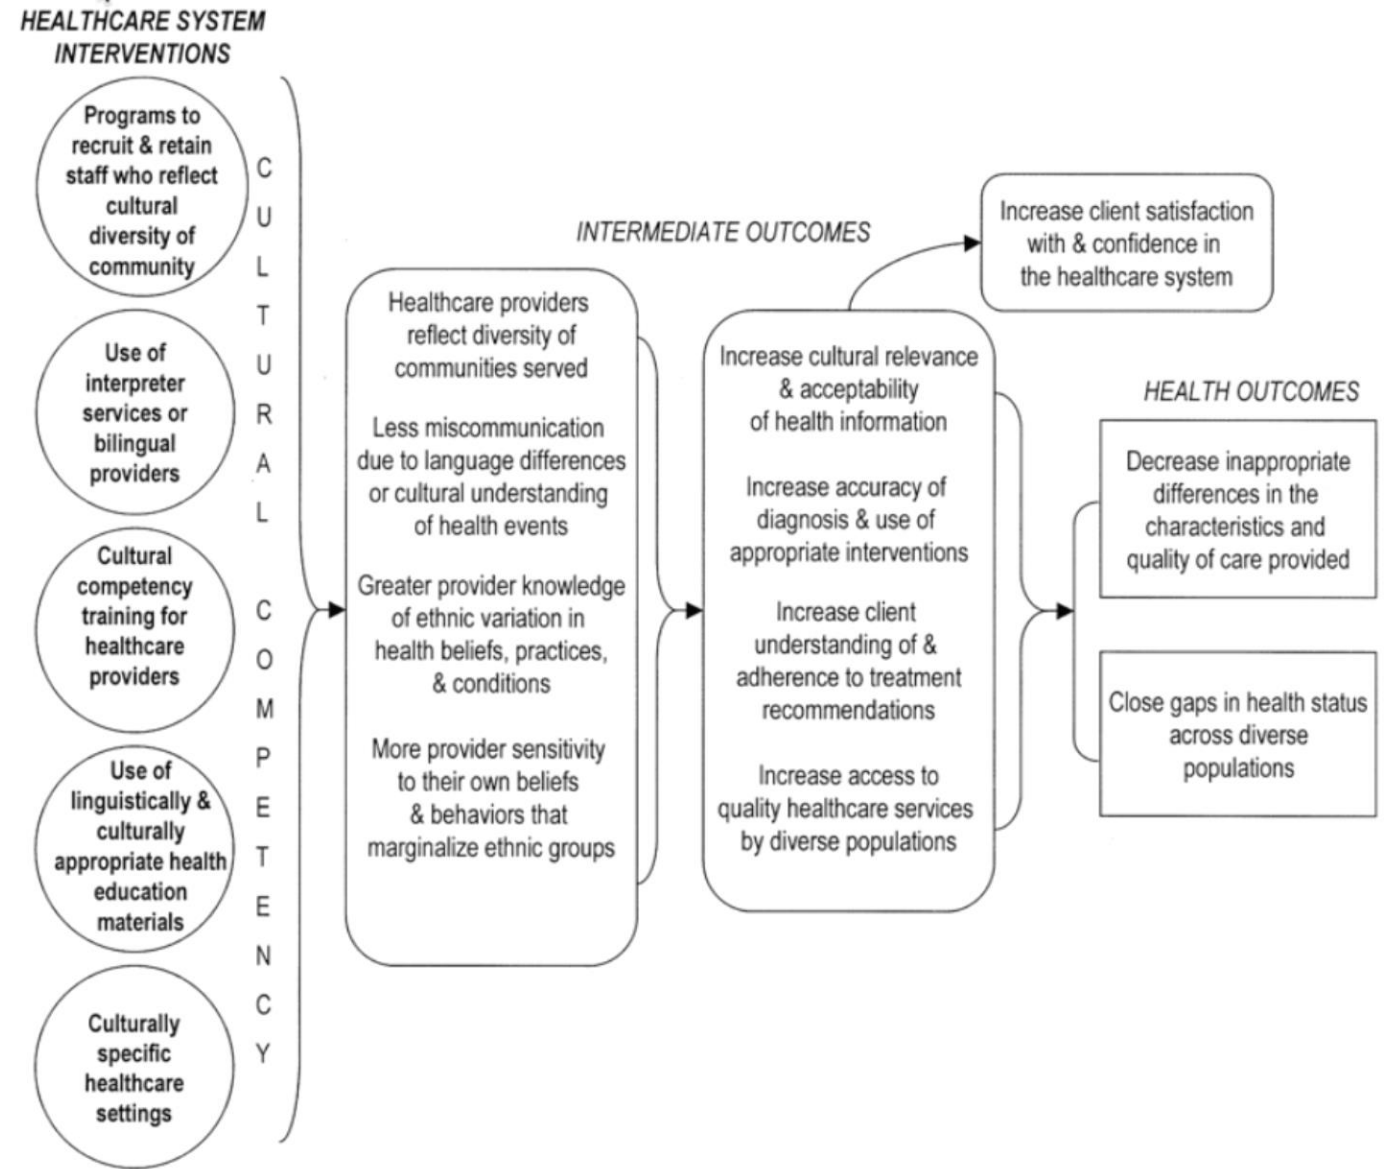 HEALTHCARE SYSTEM
INTERVENTIONS
Programs to
recruit & retain
staff who reflect
cultural
diversity of
community
Use of
interpreter
services or
bilingual
providers
Cultural
competency
training for
healthcare
providers
Use of
linguistically &
culturally
appropriate health
education
materials
Culturally
specific
healthcare
settings
C
U
L
T
U
R
A
L
C
O
M
P
E
T
E
N
C
Y
INTERMEDIATE OUTCOMES
Healthcare providers
reflect diversity of
communities served
Less miscommunication
due to language differences
or cultural understanding
of health events
Greater provider knowledge
of ethnic variation in
health beliefs, practices,
& conditions
More provider sensitivity
to their own beliefs
& behaviors that
marginalize ethnic groups
Increase cultural relevance
& acceptability
of health information
Increase accuracy of
diagnosis & use of
appropriate interventions
Increase client
understanding of &
adherence to treatment
recommendations
Increase access to
quality healthcare services
by diverse populations
Increase client satisfaction
with & confidence in
the healthcare system
HEALTH OUTCOMES
Decrease inappropriate
differences in the
characteristics and
quality of care provided
Close gaps in health status
across diverse
populations